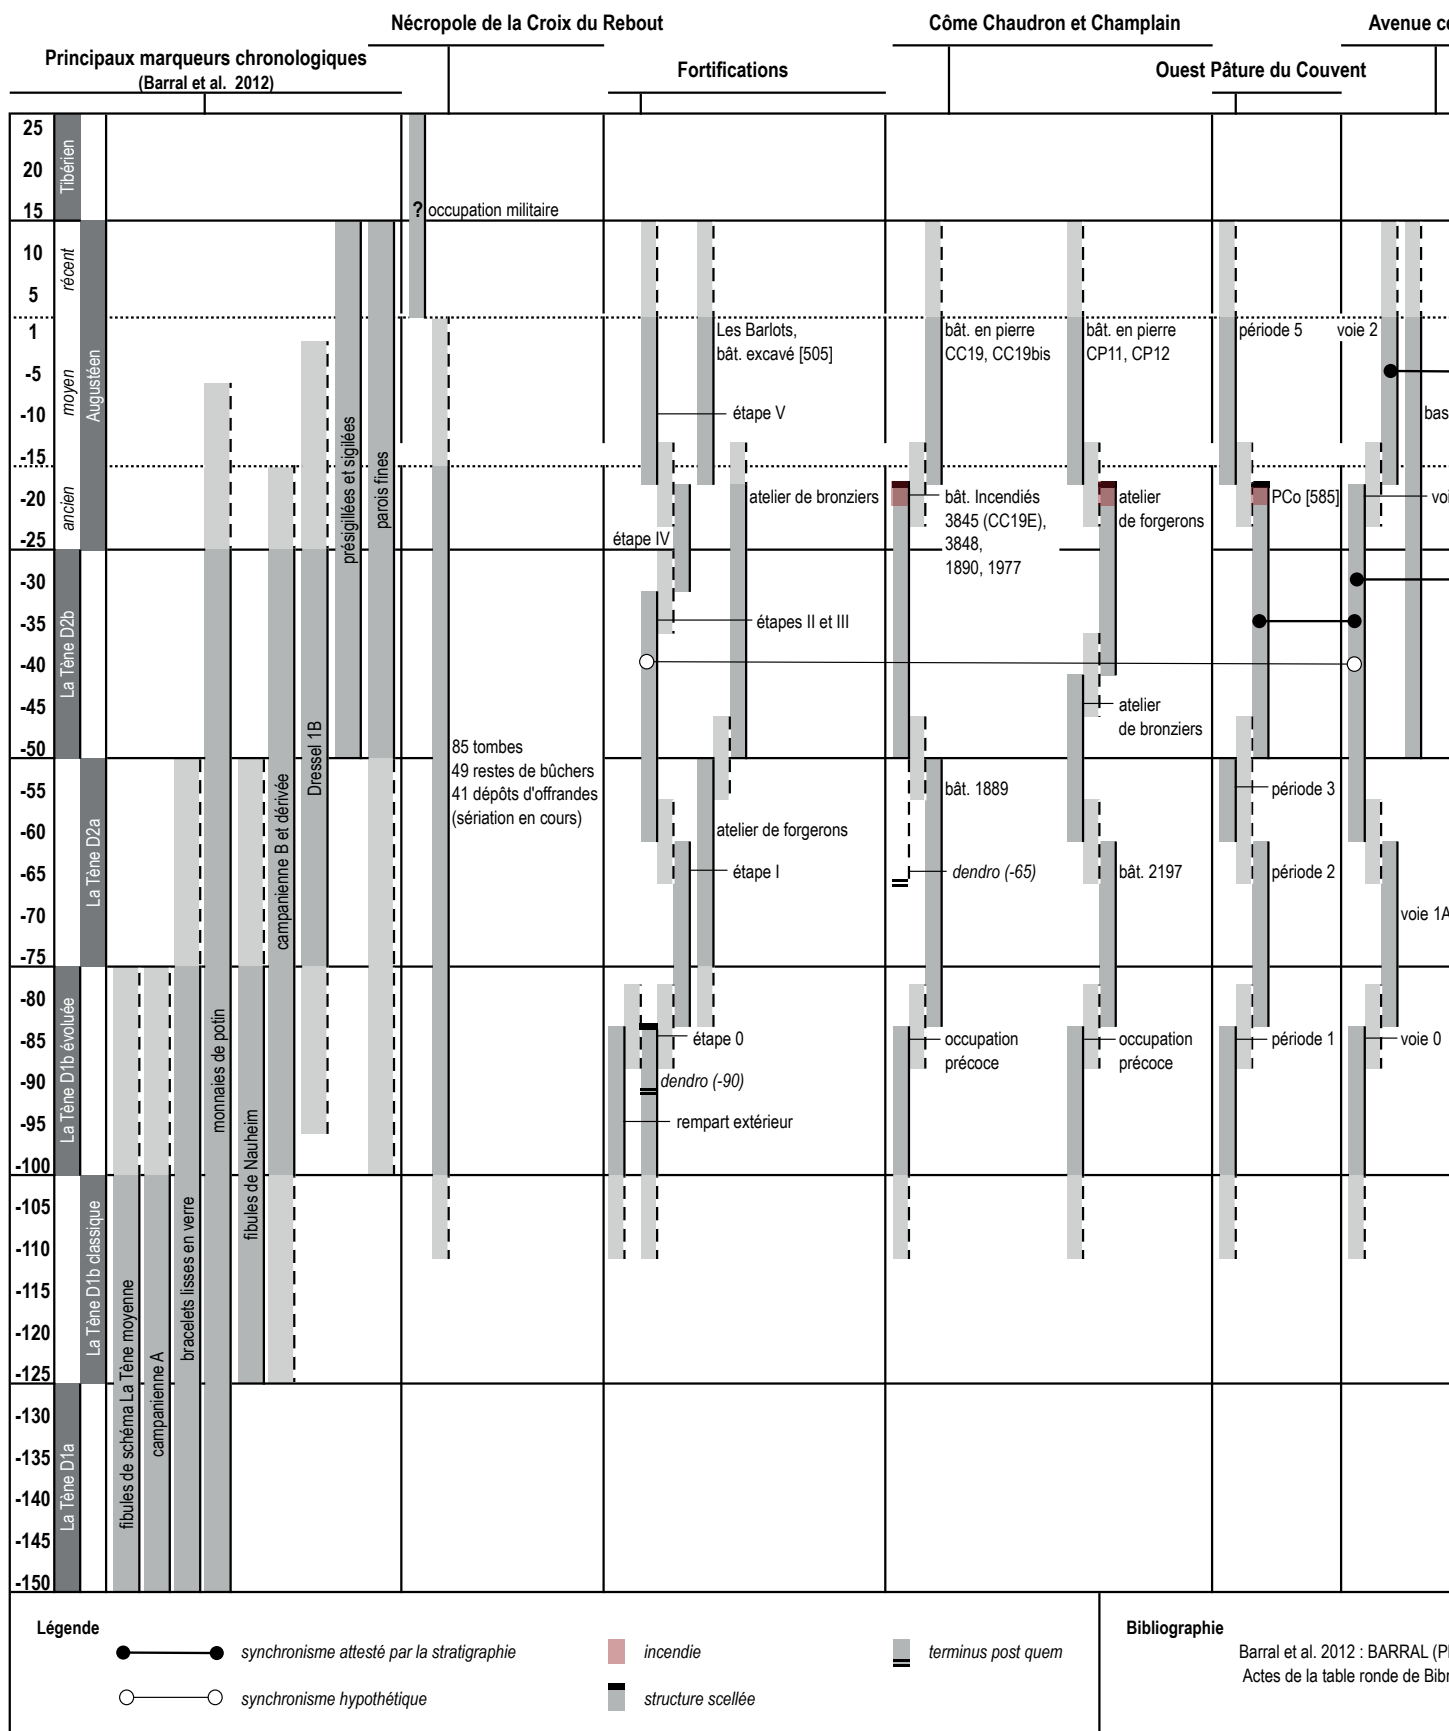 Nécropole de la Croix du Rebout
Côme Chaudron et Champlain
Avenue c
Principaux marqueurs chronologiques
(Barral et al. 2012)
Fortifications
Ouest Pâture du Couvent
25
20
15
10
5
1
-5
-10
-15
-20
-25
-30
-35
-40
-45
-50
-55
-60
-65
-70
-75
-80
-85
-90
-95
-100
-105
-110
-115
-120
-125
-130
-135
-140
-145
-150
Tibérien
récent
moyen
ancien
Augustéen
La Tène D2b
La Tène D2a
La Tène D1b évoluée
La Tène D1b classique
La Tène D1a
fibules de schéma La Tène moyenne
campanienne A
bracelets lisses en verre
monnaies de potin
fibules de Nauheim
campanienne B et dérivée
Dressel 1B
présigillées et sigilées
parois fines
? occupation militaire
85 tombes
49 restes de bûchers
41 dépôts d'offrandes
(sériation en cours)
Les Barlots,
bât. excavé [505]
étape V
atelier de bronziers
étape IV
étapes II et III
atelier de forgerons
étape I
étape 0
dendro (-90)
rempart extérieur
bât. en pierre
CC19, CC19bis
bât. Incendiés
3845 (CC19E),
3848,
1890, 1977
bât. 1889
dendro (-65)
occupation
précoce
bât. en pierre
CP11, CP12
atelier
de forgerons
atelier
de bronziers
bât. 2197
occupation
précoce
période 5
PCo [585]
période 3
période 2
période 1
voie 2
bas
voi
voie 1A
voie 0
Légende
synchronisme attesté par la stratigraphie
synchronisme hypothétique
incendie
structure scellée
terminus post quem
Bibliographie
Barral et al. 2012 : BARRAL (P
Actes de la table ronde de Bib